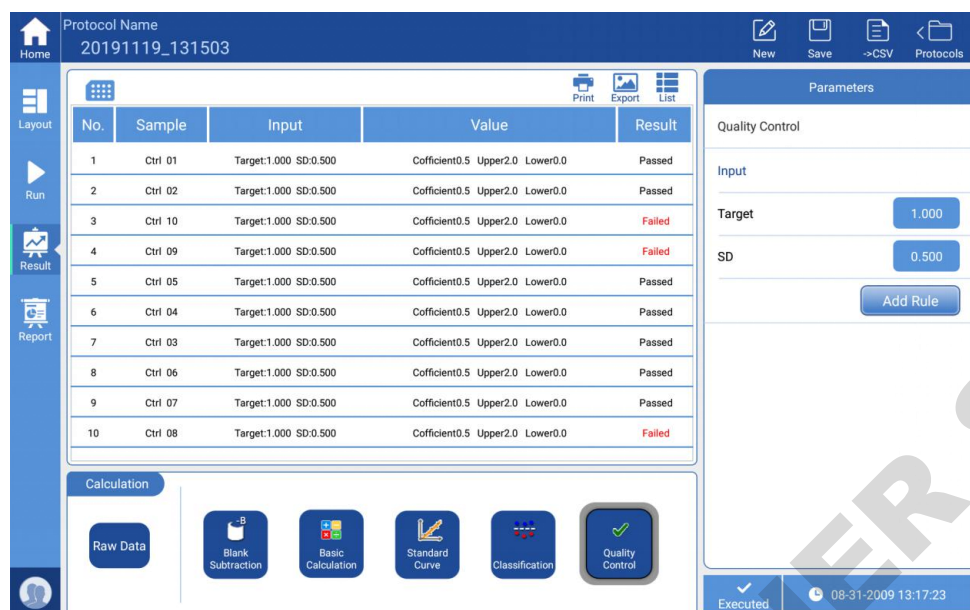 Protocol Name
20191119_131503
Home
New
Save
->CSV
Protocols
Layout
Run
Result
Report
Print
Export
List
No. Sample Input Value Result
1 Ctrl 01 Target:1.000 SD:0.500 Cofficient0.5 Upper2.0 Lower0.0 Passed
2 Ctrl 02 Target:1.000 SD:0.500 Cofficient0.5 Upper2.0 Lower0.0 Passed
3 Ctrl 10 Target:1.000 SD:0.500 Cofficient0.5 Upper2.0 Lower0.0 Failed
4 Ctrl 09 Target:1.000 SD:0.500 Cofficient0.5 Upper2.0 Lower0.0 Failed
5 Ctrl 05 Target:1.000 SD:0.500 Cofficient0.5 Upper2.0 Lower0.0 Passed
6 Ctrl 04 Target:1.000 SD:0.500 Cofficient0.5 Upper2.0 Lower0.0 Passed
7 Ctrl 03 Target:1.000 SD:0.500 Cofficient0.5 Upper2.0 Lower0.0 Passed
8 Ctrl 06 Target:1.000 SD:0.500 Cofficient0.5 Upper2.0 Lower0.0 Passed
9 Ctrl 07 Target:1.000 SD:0.500 Cofficient0.5 Upper2.0 Lower0.0 Passed
10 Ctrl 08 Target:1.000 SD:0.500 Cofficient0.5 Upper2.0 Lower0.0 Failed
Parameters
Quality Control
Input
Target 1.000
SD 0.500
Add Rule
Calculation
Raw Data
-B
Blank
Subtraction
Basic
Calculation
Standard
Curve
Classification
Quality
Control
Executed
08-31-2009 13:17:23